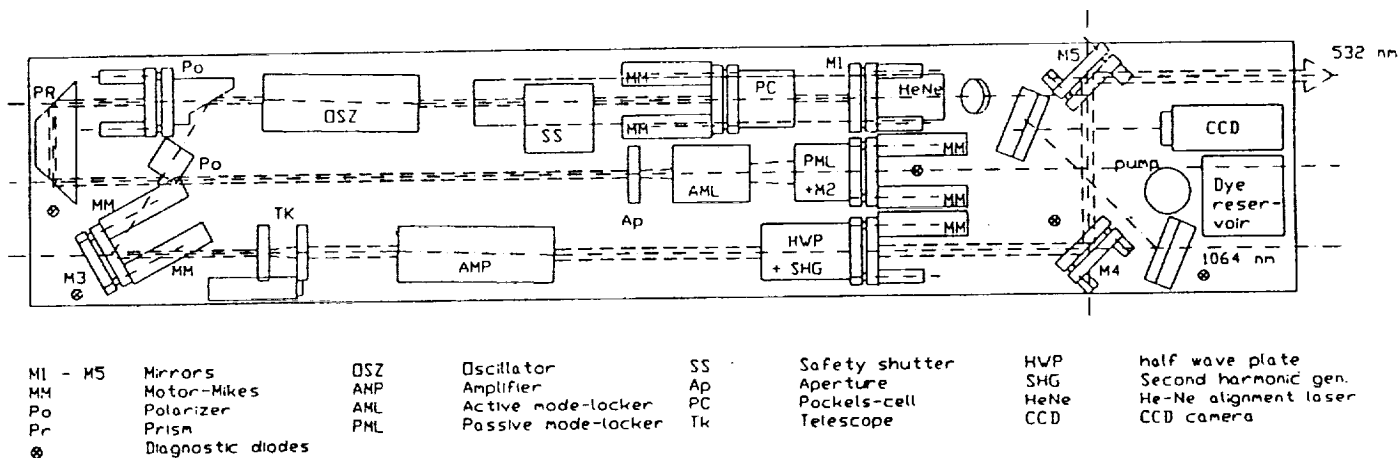 M5
532 nm
PR
Po
MM
PC
M1
HeNe
OSZ
SS
MM
CCD
Po
MM
PML
+M2
AML
pump
Dye
reser-
voir
MM
Ap
MM
TK
MM
HWP
+ SHG
AMP
M3
MM
M4
1064 nm
M1 - M5 Mirrors OSZ Oscillator SS Safety shutter HWP half wave plate
MM Motor-Mikes AMP Amplifier Ap Aperture SHG Second harmonic gen.
Po Polarizer AML Active mode-locker PC Pockels-cell HeNe He-Ne alignment laser
Pr Prism PML Passive mode-locker Tk Telescope CCD CCD camera
⊗ Diagnostic diodes